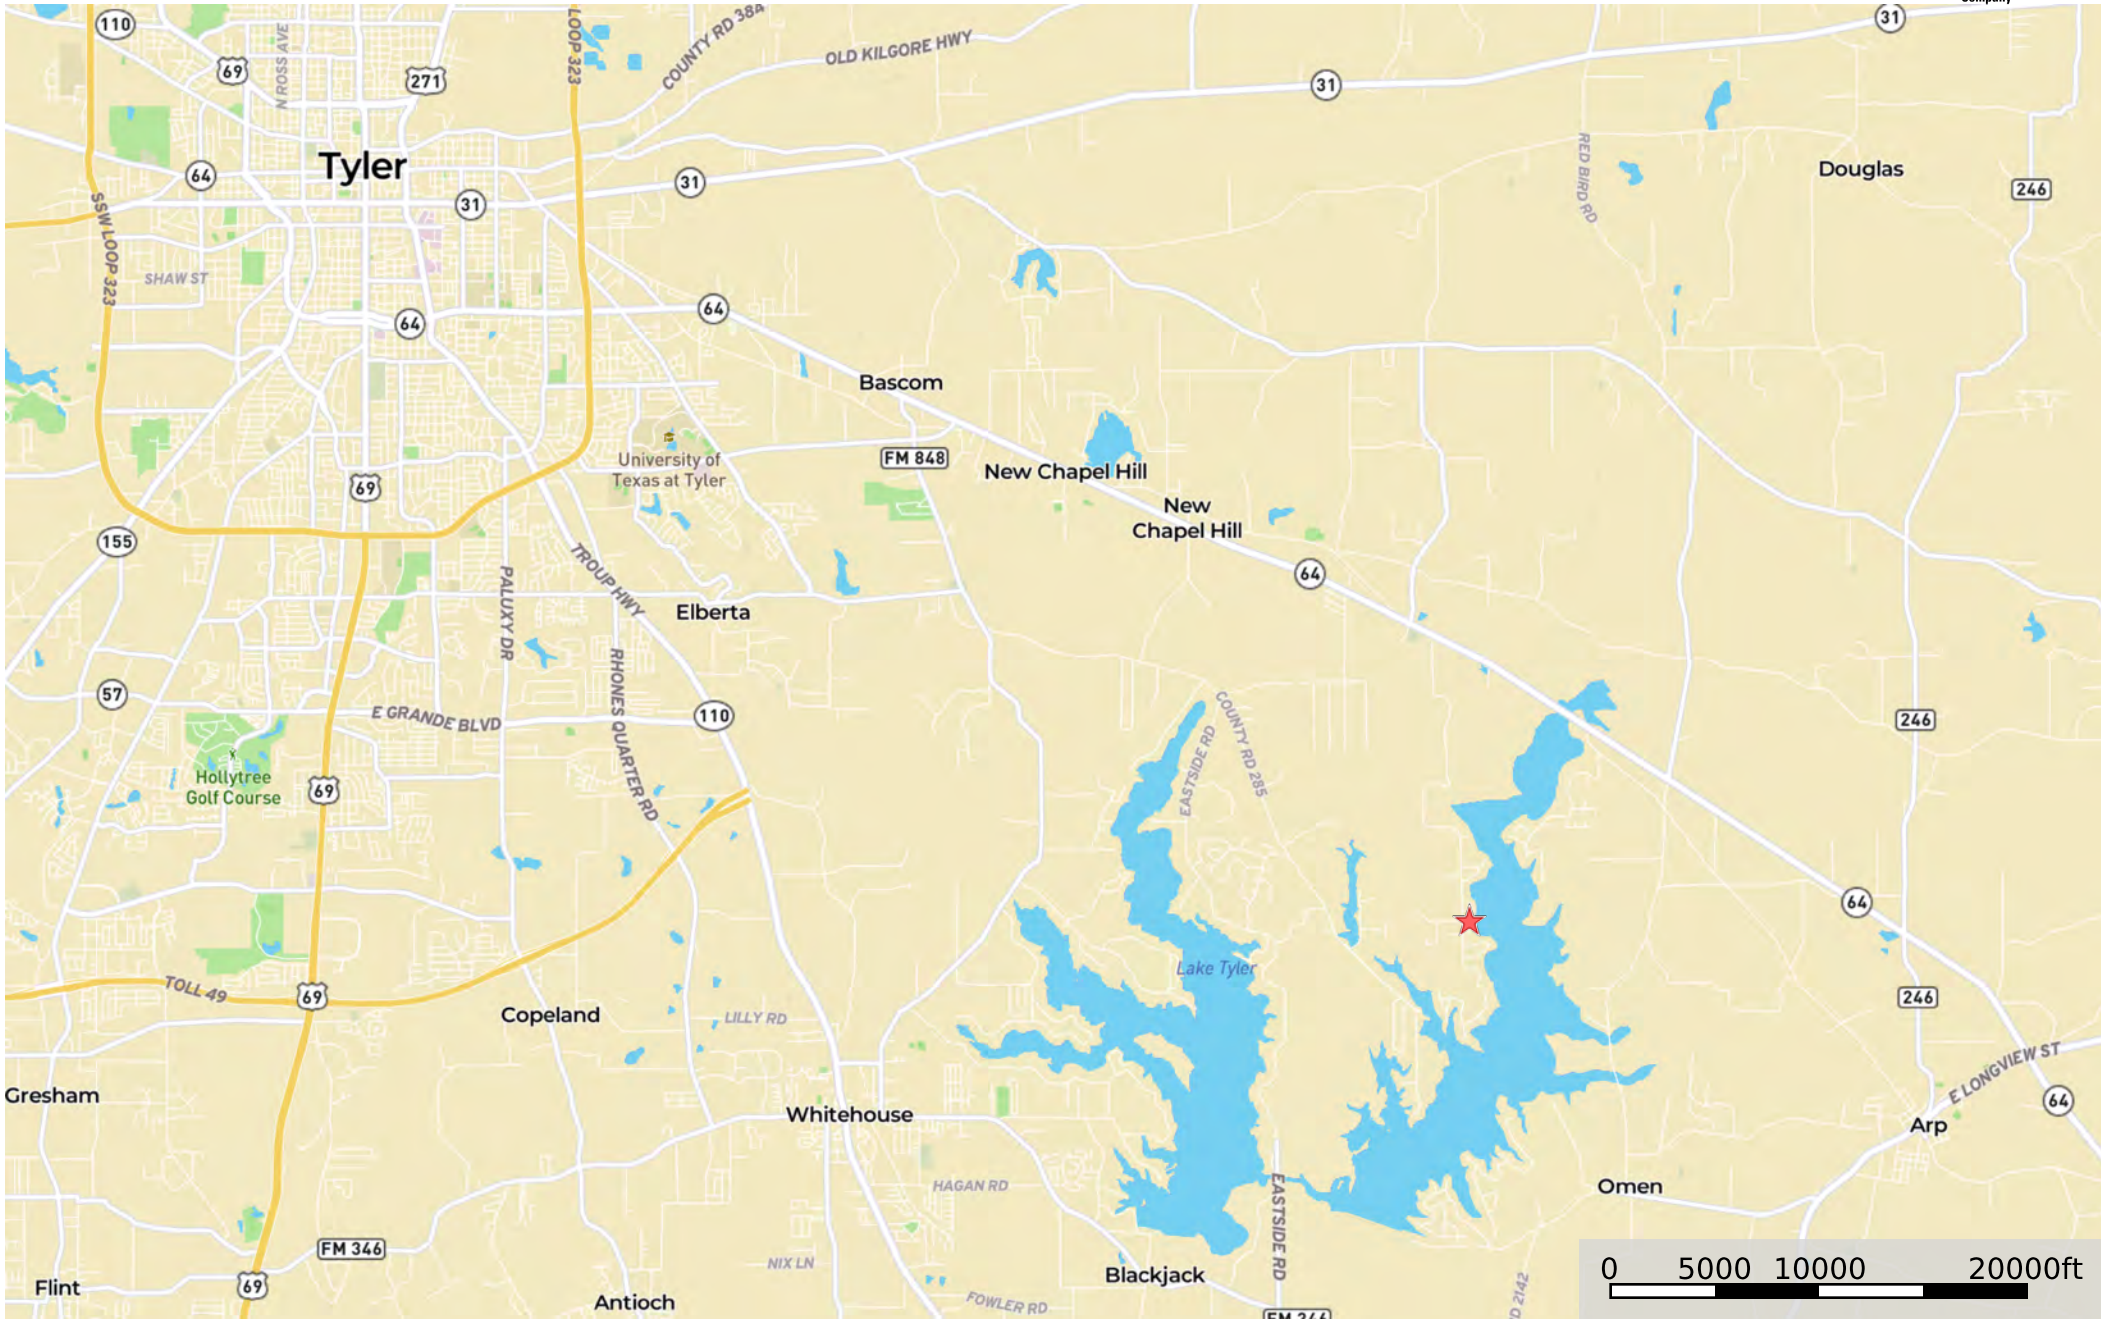 Company
110
69
N ROSS AVE
271
LOOP 323
COUNTY RD 384
OLD KILGORE HWY
31
31
Tyler
64
31
31
RED BIRD RD
Douglas
246
SSW LOOP 323
SHAW ST
64
64
Bascom
FM 848
University of
Texas at Tyler
New Chapel Hill
New
Chapel Hill
69
155
64
TROUP HWY
PALUXY DR
Elberta
RHONES QUARTER RD
57
E GRANDE BLVD
110
246
EASTSIDE RD
COUNTY RD 285
Hollytree
Golf Course
69
64
Lake Tyler
TOLL 49
69
Copeland
LILLY RD
246
E LONGVIEW ST
Gresham
64
Whitehouse
Arp
HAGAN RD
EASTSIDE RD
Omen
FM 346
NIX LN
Blackjack
69
Flint
Antioch
FOWLER RD
FM 346
2142
0 5000 10000 20000ft